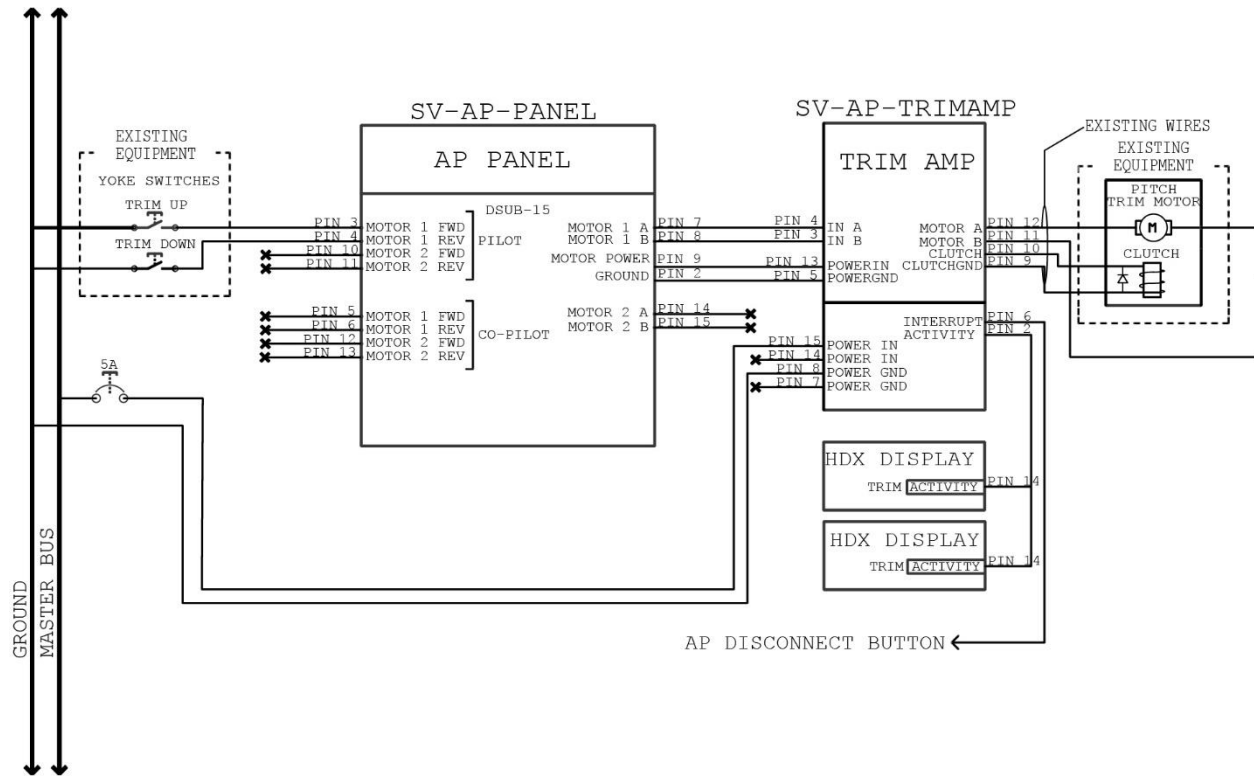 SV-AP-PANEL
SV-AP-TRIMAMP
EXISTING
EQUIPMENT
YOKE SWITCHES
TRIM UP
TRIM DOWN
AP PANEL
DSUB-15
PIN 3 MOTOR 1 FWD
PIN 4 MOTOR 1 REV
PIN 10 MOTOR 2 FWD
PIN 11 MOTOR 2 REV
PILOT
PIN 5 MOTOR 1 FWD
PIN 6 MOTOR 1 REV
PIN 12 MOTOR 2 FWD
PIN 13 MOTOR 2 REV
CO-PILOT
MOTOR 1 A PIN 7
MOTOR 1 B PIN 8
MOTOR POWER PIN 9
GROUND PIN 2
MOTOR 2 A PIN 14
MOTOR 2 B PIN 15
TRIM AMP
PIN 4 IN A
PIN 3 IN B
PIN 13 POWERIN
PIN 5 POWERGND
MOTOR A PIN 12
MOTOR B PIN 11
CLUTCH PIN 10
CLUTCHGND PIN 9
INTERRUPT PIN 6
ACTIVITY PIN 2
PIN 15 POWER IN
PIN 14 POWER IN
PIN 8 POWER GND
PIN 7 POWER GND
EXISTING WIRES
EXISTING
EQUIPMENT
PITCH
TRIM MOTOR
M
CLUTCH
5A
HDX DISPLAY
TRIM ACTIVITY PIN 14
HDX DISPLAY
TRIM ACTIVITY PIN 14
AP DISCONNECT BUTTON
GROUND
MASTER BUS